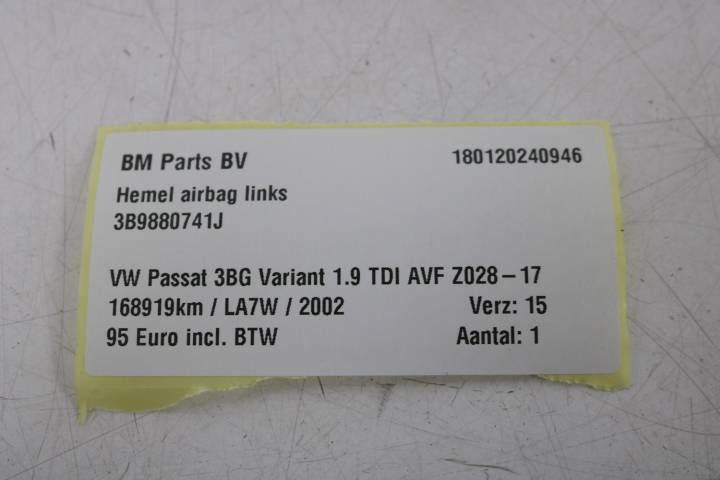 BM Parts BV 180120240946
Hemel airbag links
3B9880741J
VW Passat 3BG Variant 1.9 TDI AVF Z028-17
168919km / LA7W / 2002 Verz: 15
95 Euro incl. BTW Aantal: 1